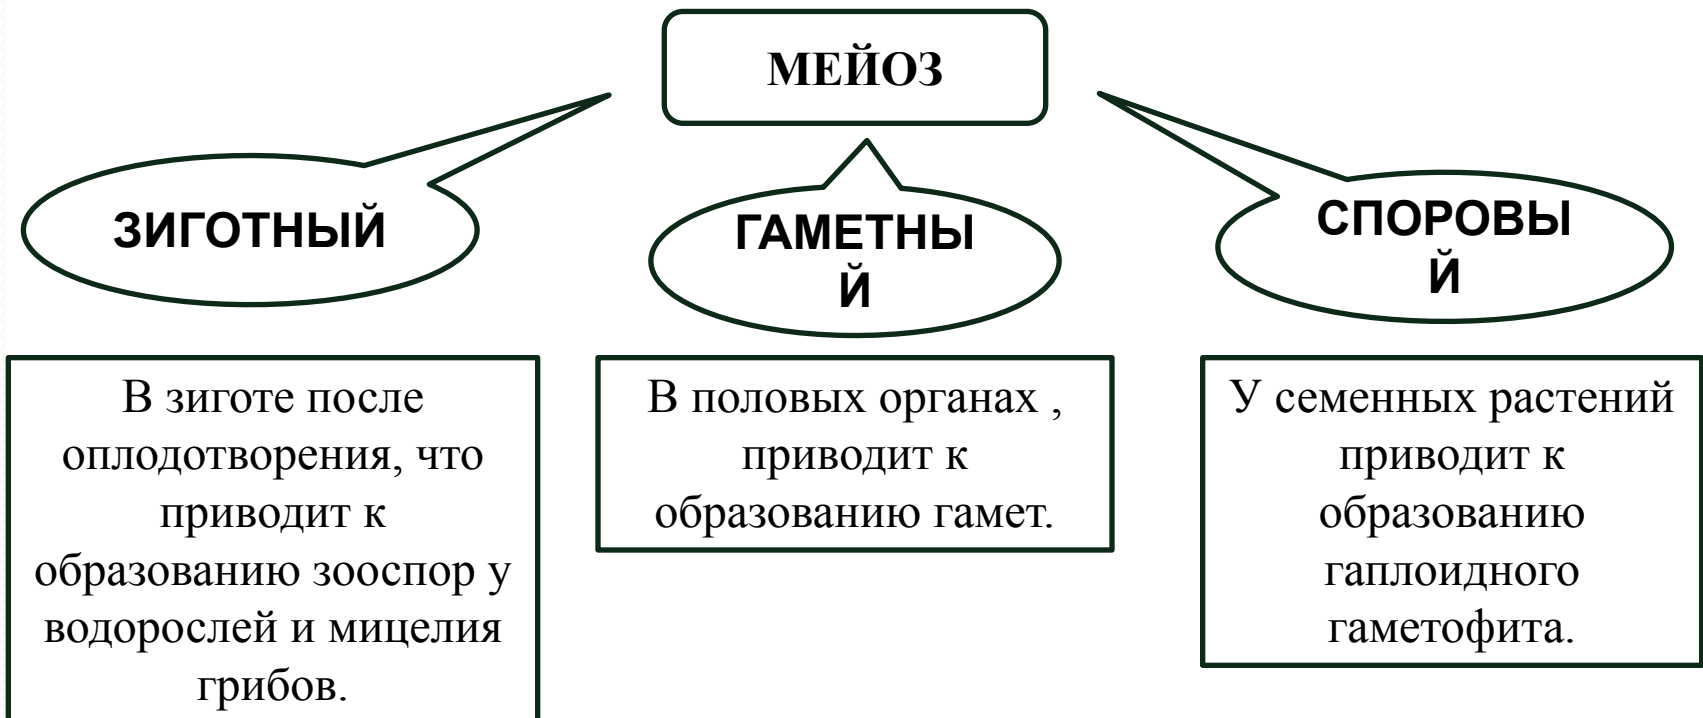 МЕЙОЗ
ЗИГОТНЫЙ
ГАМЕТНЫ
Й
СПОРОВЫ
Й
В зиготе после
оплодотворения, что
приводит к
образованию зооспор у
водорослей и мицелия
грибов.
В половых органах ,
приводит к
образованию гамет.
У семенных растений
приводит к
образованию
гаплоидного
гаметофита.